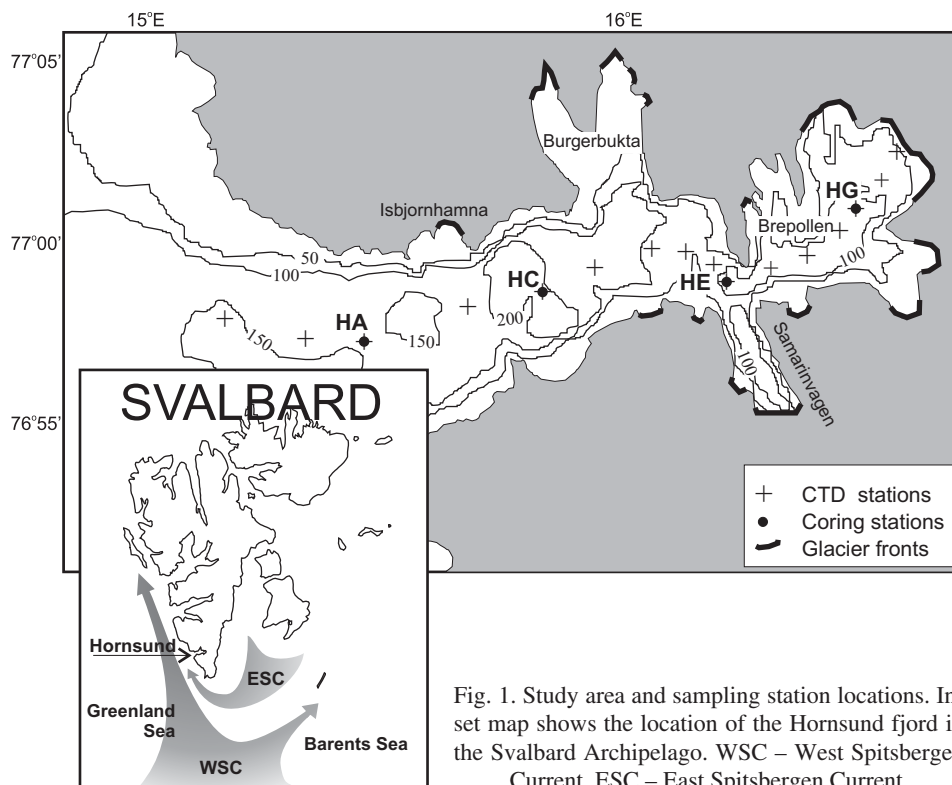 15°E
16°E
77°05'
Burgerbukta
Isbjornhamna
HG
77°00'
Brepollen
50
100
100
HC
HE
200
150
150
HA
100
Samarinvagen
76°55'
SVALBARD
CTD stations
Coring stations
Glacier fronts
Hornsund
ESC
Greenland
Sea
Barents Sea
WSC
Fig. 1. Study area and sampling station locations. In
set map shows the location of the Hornsund fjord i
the Svalbard Archipelago. WSC – West Spitsberge
Current, ESC – East Spitsbergen Current